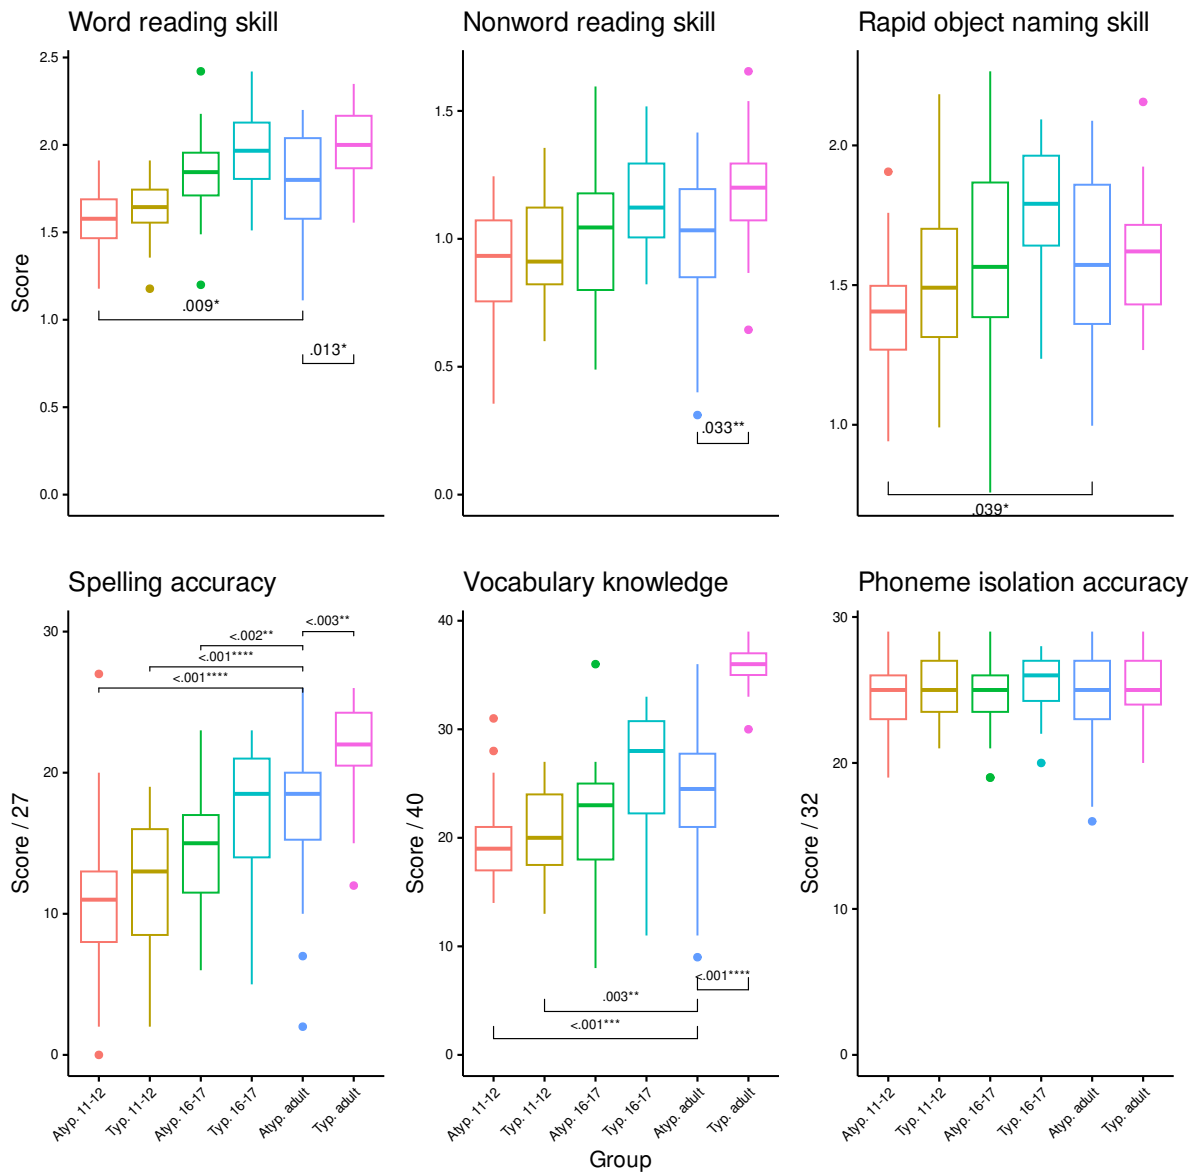 Word reading skill
Nonword reading skill
Rapid object naming skill
Score
2.5
2.0
1.5
1.0
0.5
0.0
.009*
.013*
1.5
1.0
0.5
0.0
.033**
2.0
1.5
1.0
.039*
Spelling accuracy
Vocabulary knowledge
Phoneme isolation accuracy
Score / 27
30
20
10
0
<.003**
<.002**
<.001****
<.001****
Atyp. 11-12
Typ. 11-12
Atyp. 16-17
Typ. 16-17
Atyp. adult
Typ. adult
Score / 40
40
30
20
10
0
<.001****
.003**
<.001***
Atyp. 11-12
Typ. 11-12
Atyp. 16-17
Typ. 16-17
Atyp. adult
Typ. adult
Score / 32
30
20
10
0
Atyp. 11-12
Typ. 11-12
Atyp. 16-17
Typ. 16-17
Atyp. adult
Typ. adult
Group